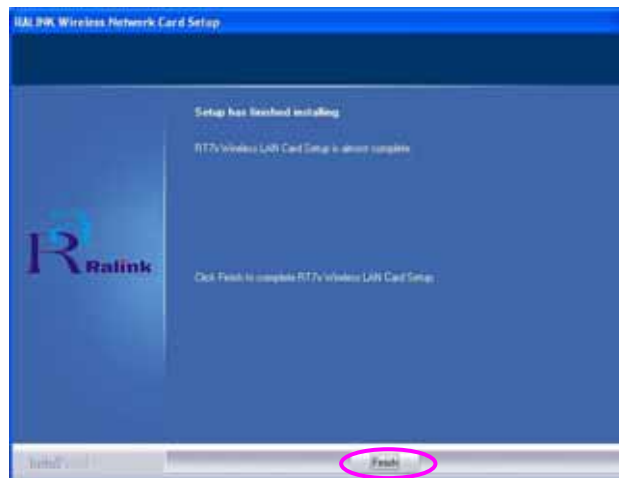 RALINK Wireless Network Card Setup
Setup has finished installing
RT7x Wireless LAN Card Setup is almost complete
Ralink
Click Finish to complete RT7x Wireless LAN Card Setup
Finish